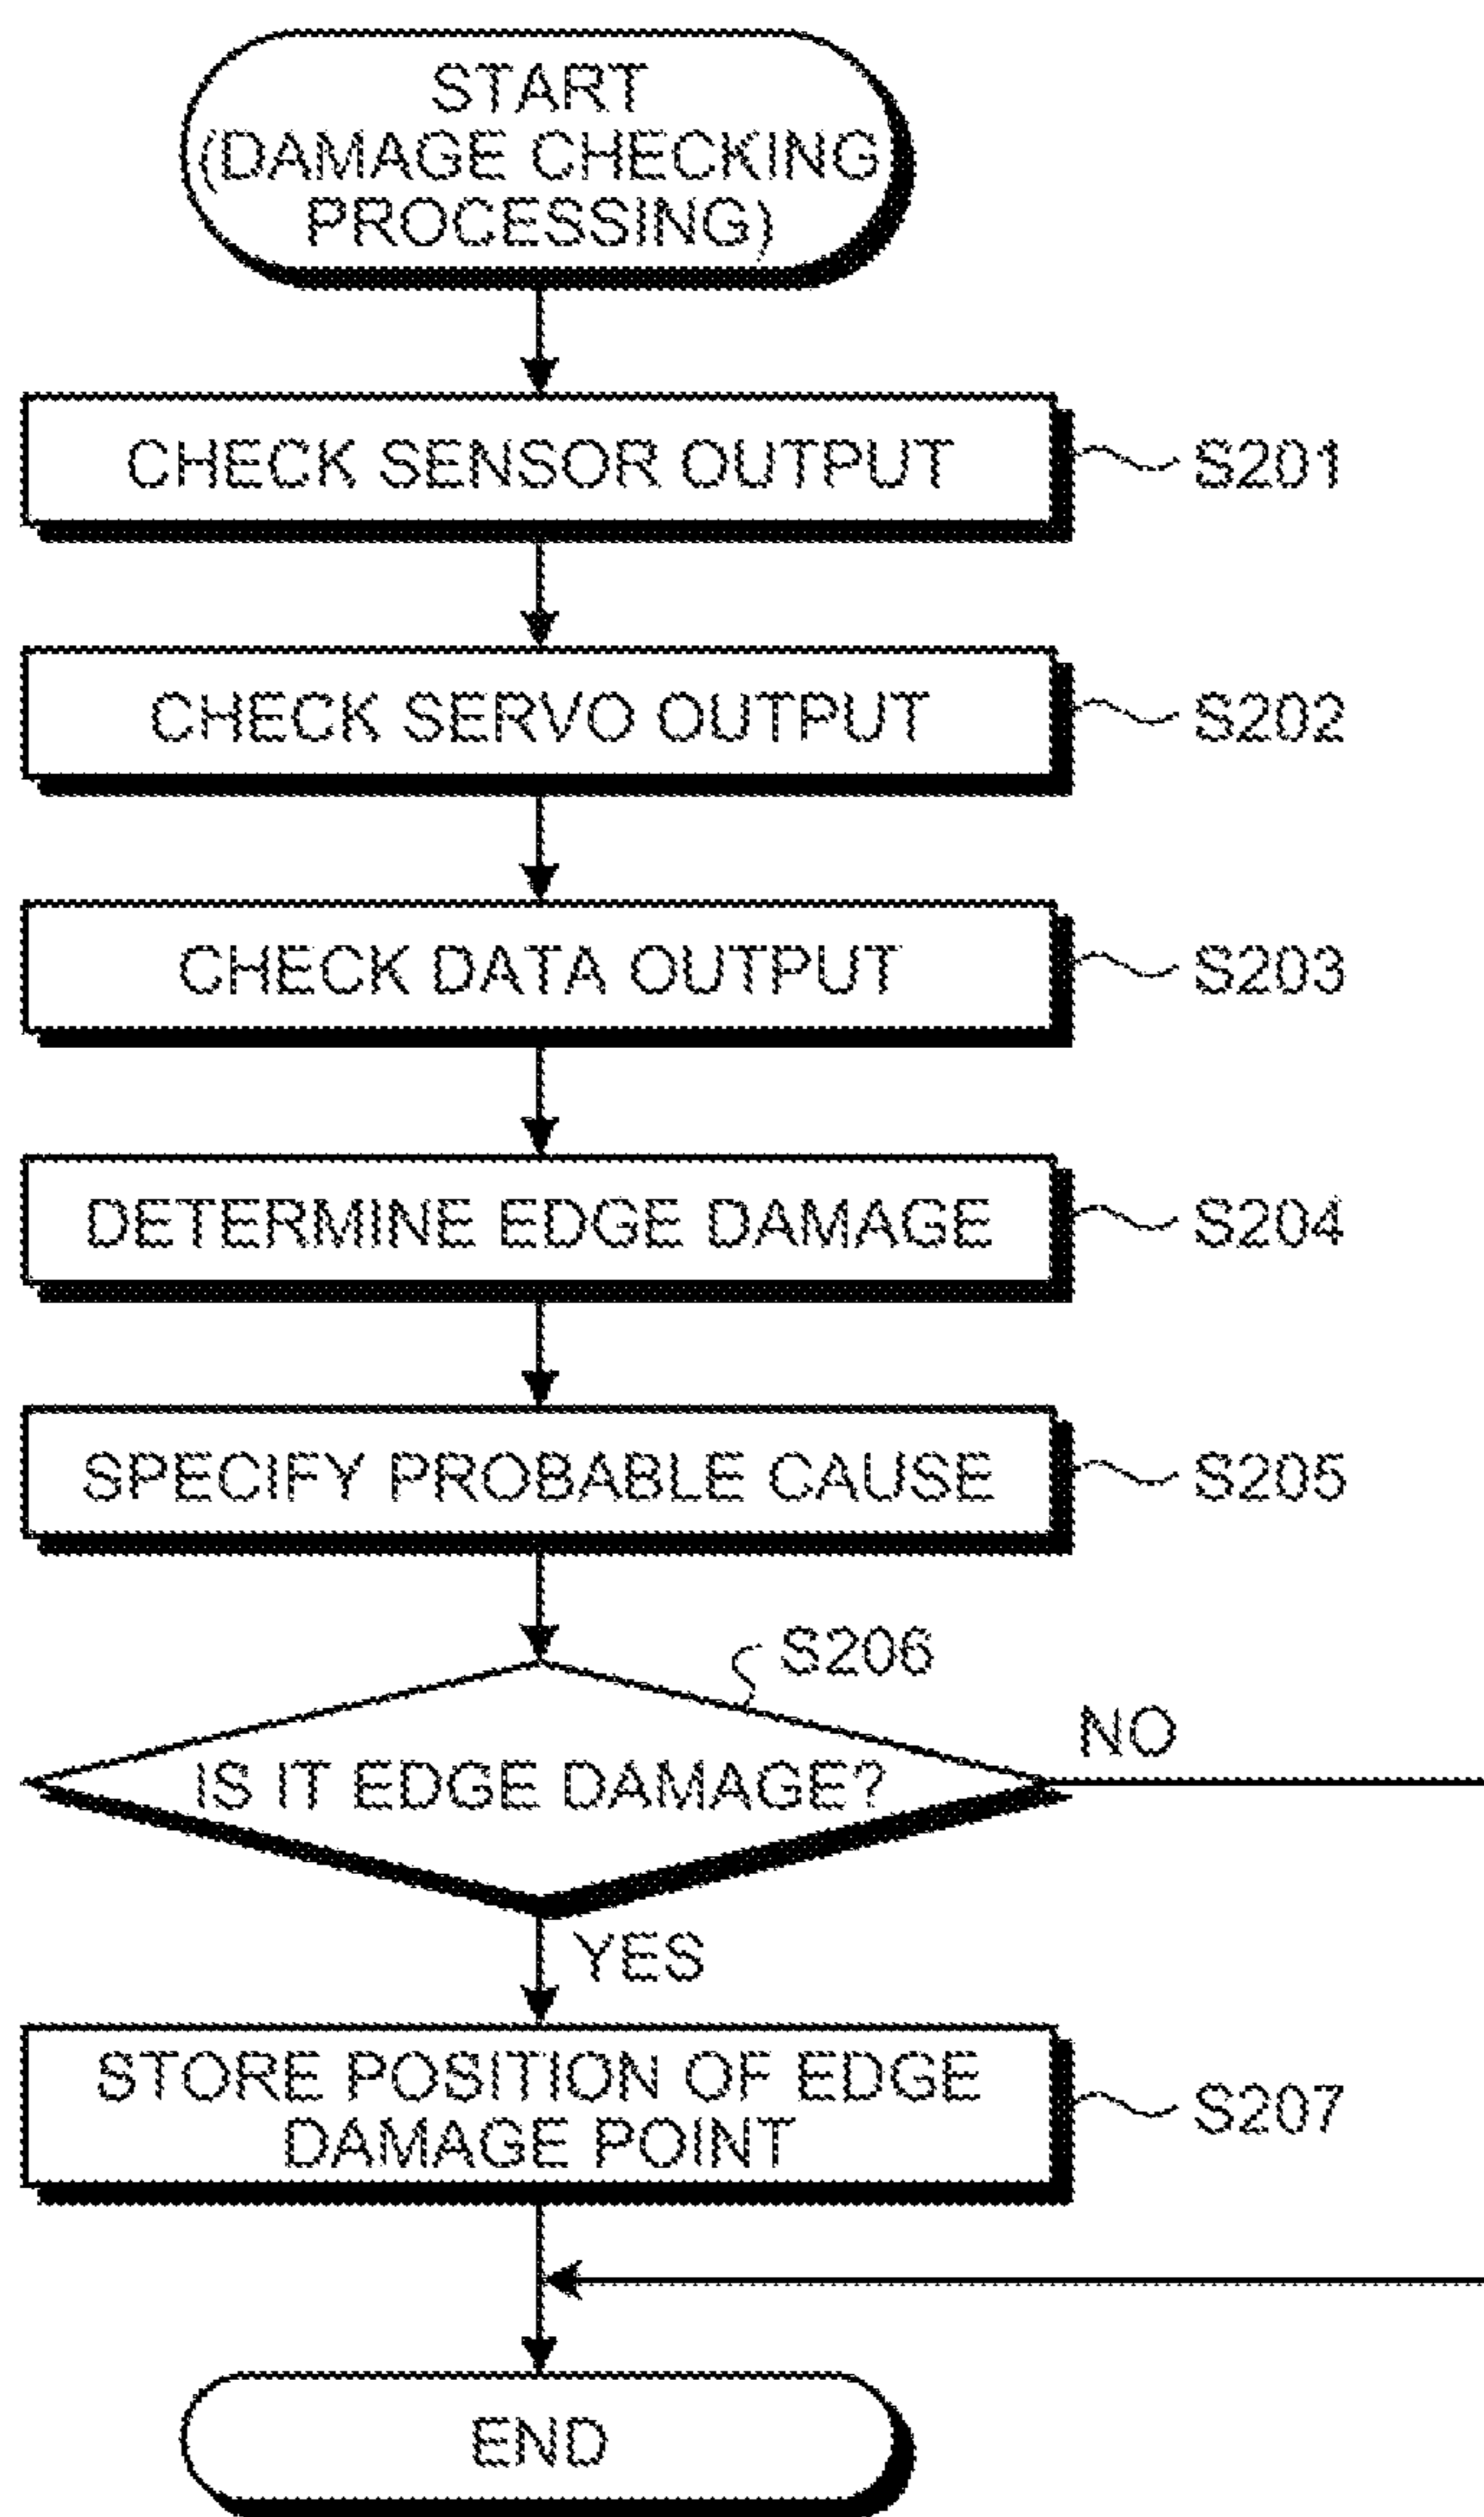 START
(DAMAGE CHECKING
PROCESSING)
CHECK SENSOR OUTPUT
S201
CHECK SERVO OUTPUT
S202
CHECK DATA OUTPUT
S203
DETERMINE EDGE DAMAGE
S204
SPECIFY PROBABLE CAUSE
S205
S206
NO
IS IT EDGE DAMAGE?
YES
STORE POSITION OF EDGE
DAMAGE POINT
S207
END